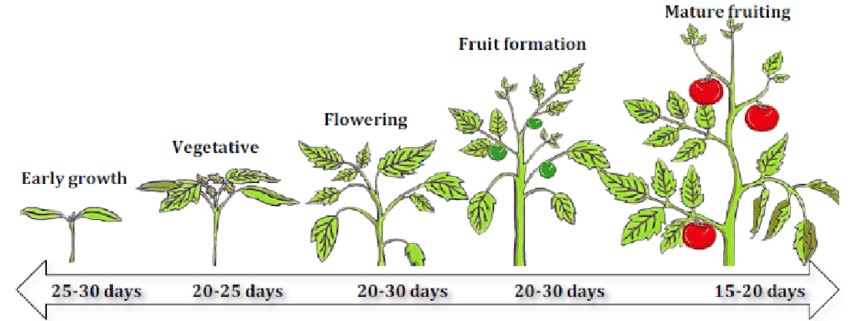 Mature fruiting
Fruit formation
Flowering
Vegetative
Early growth
25-30 days
20-25 days
20-30 days
20-30 days
15-20 days